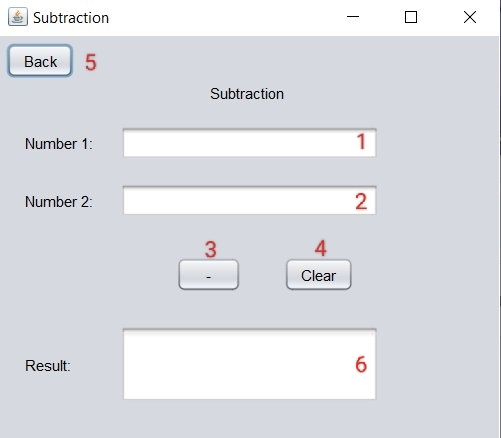 Subtraction
Back 5
Subtraction
Number 1: 1
Number 2: 2
3 4
- Clear
Result: 6